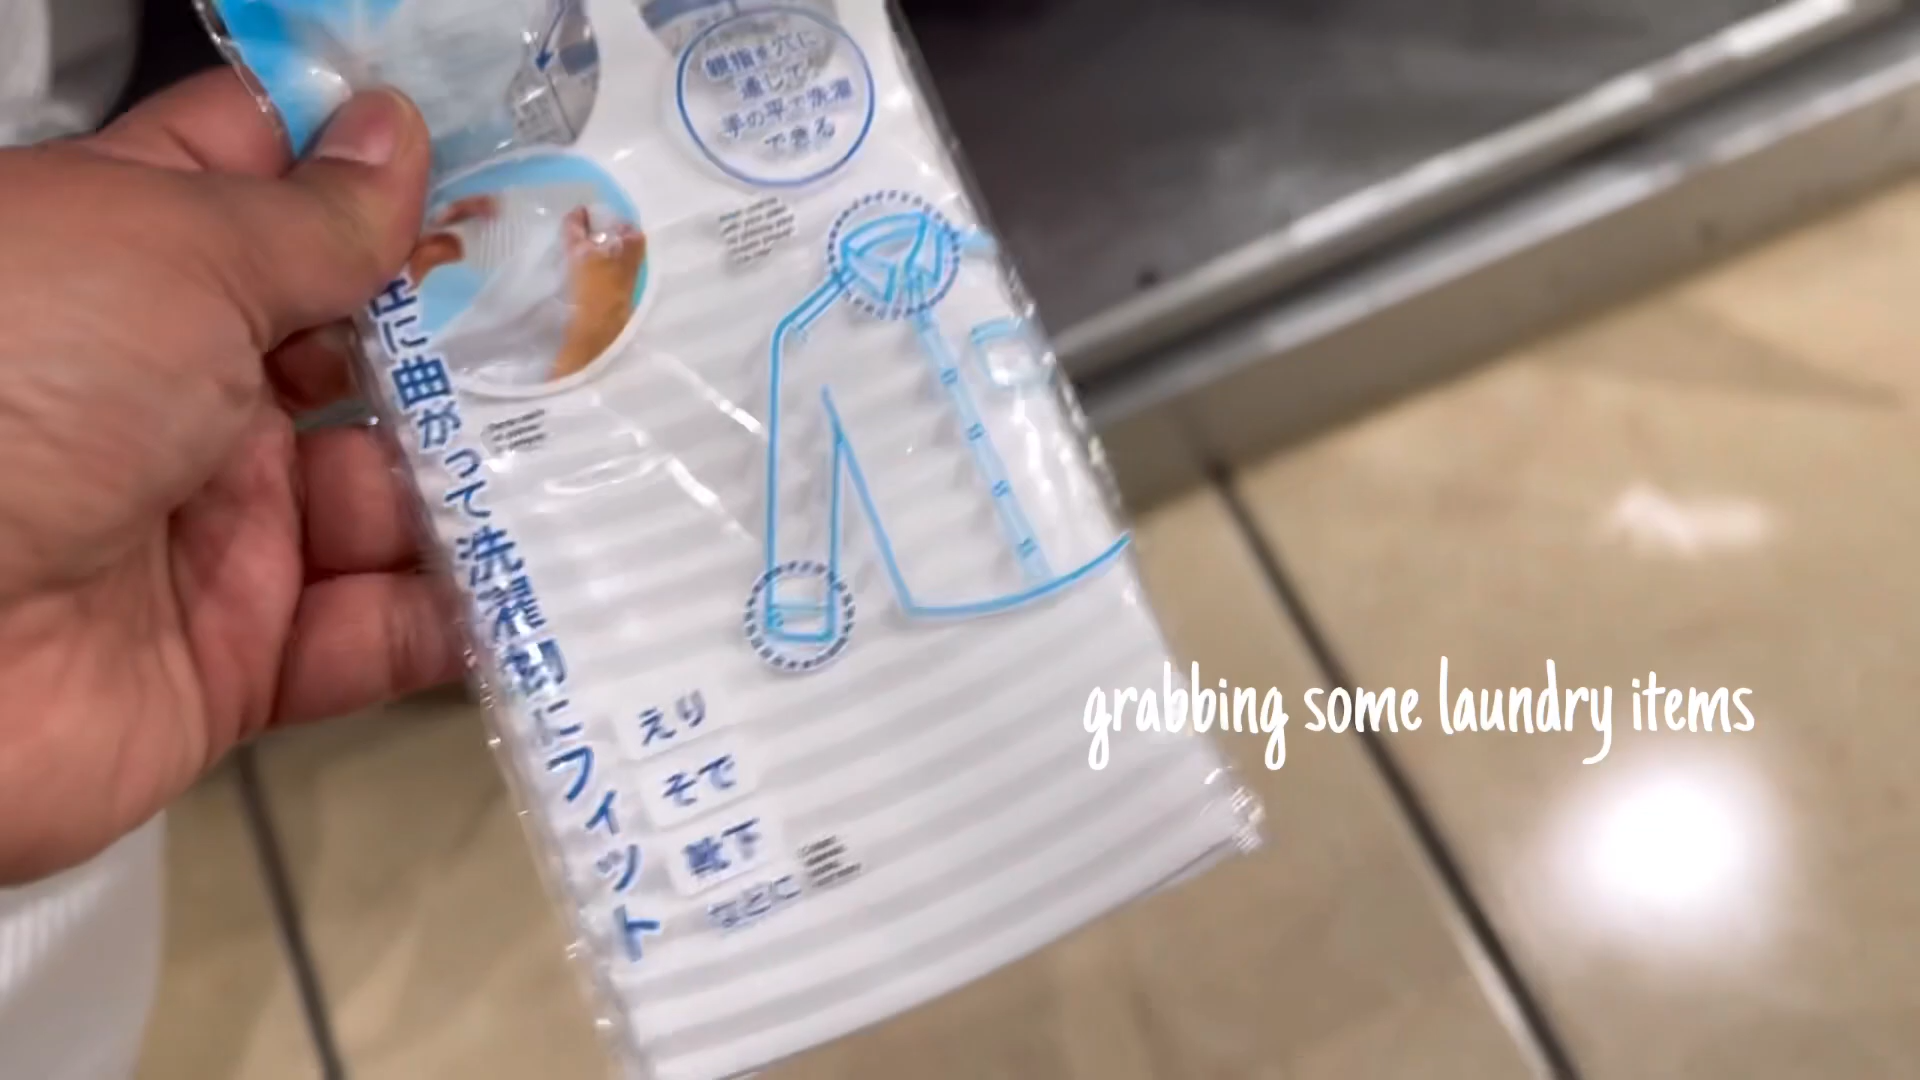 親指を穴に
通して
手の平で洗濯
できる
に曲がって洗濯物にフィット
えり
そで
靴下
などに
grabbing some laundry items